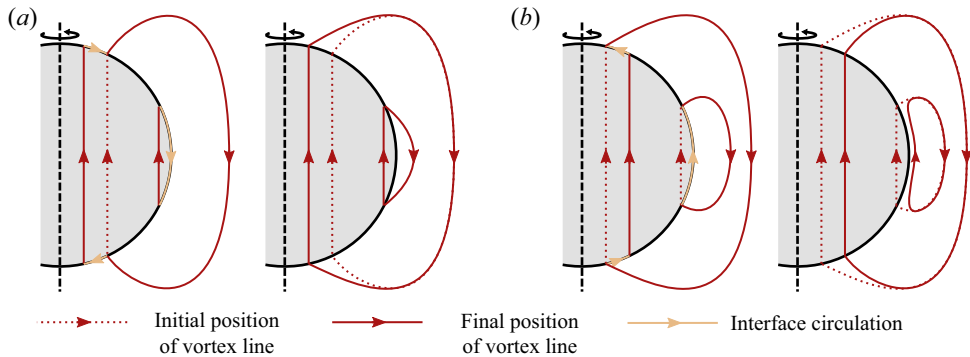 (a)
(b)
Initial position
of vortex line
Final position
of vortex line
Interface circulation